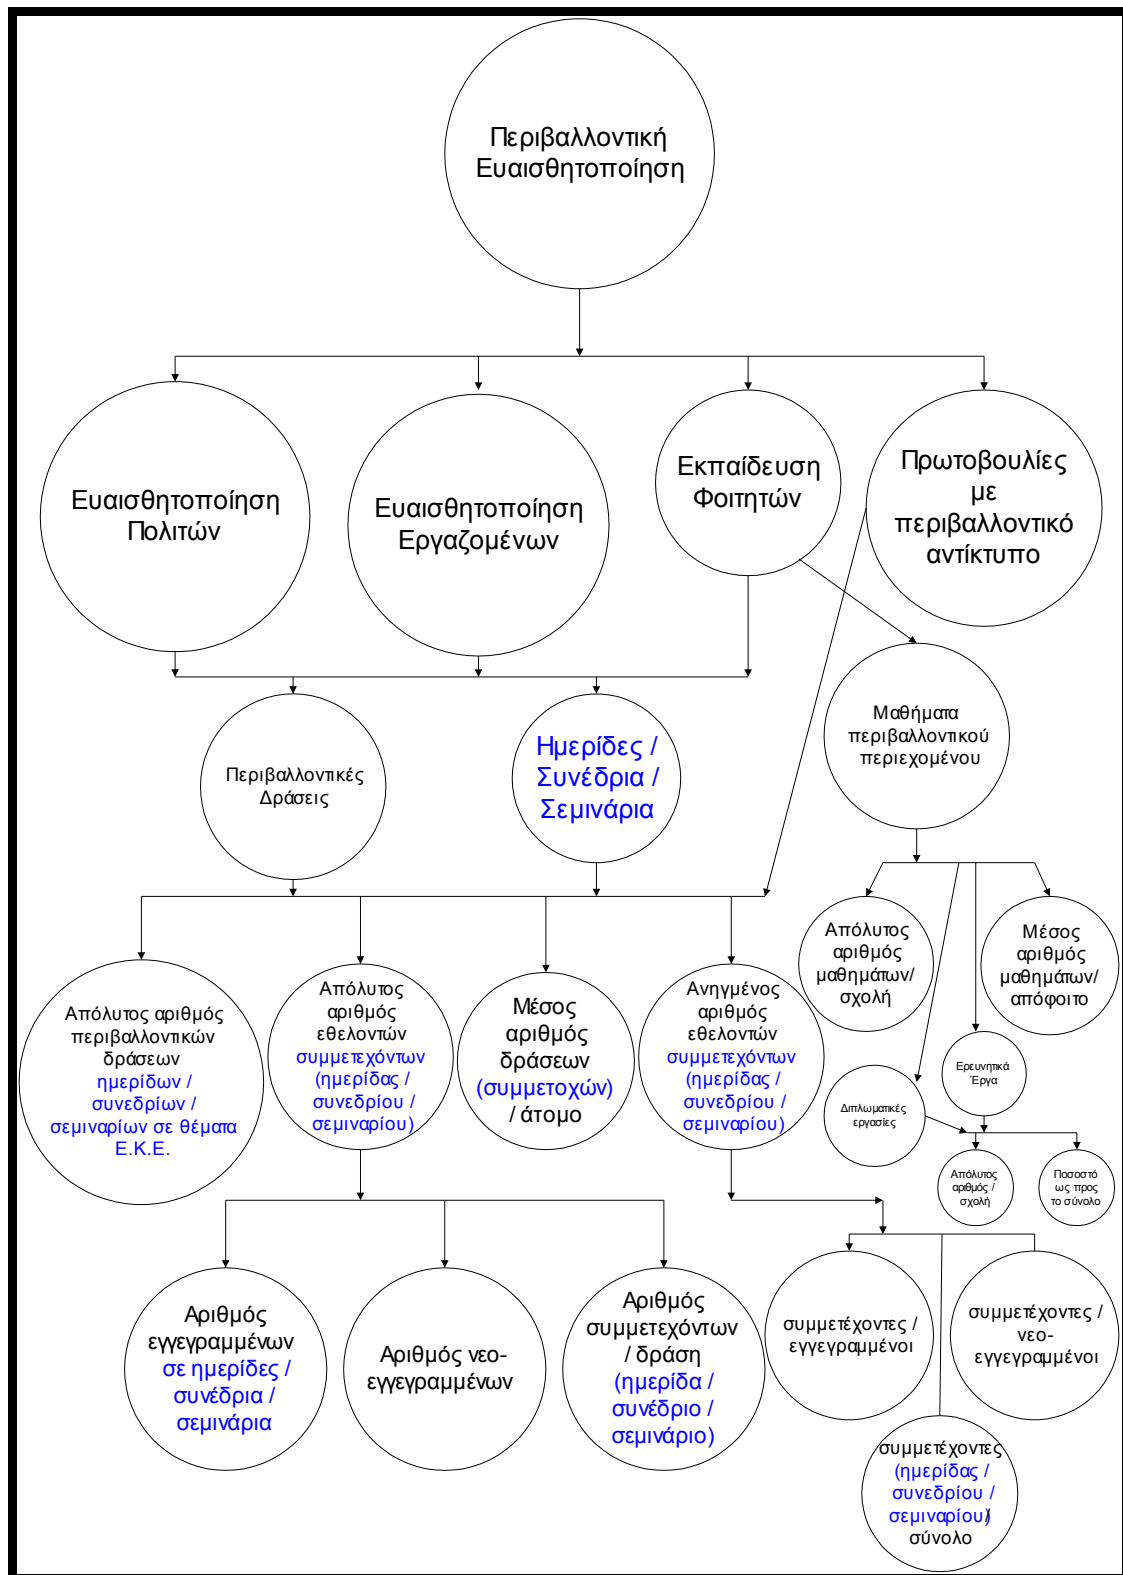 Περιβαλλοντική
Ευαισθητοποίηση
Ευαισθητοποίηση
Πολιτών
Ευαισθητοποίηση
Εργαζομένων
Εκπαίδευση
Φοιτητών
Πρωτοβουλίες
με
περιβαλλοντικό
αντίκτυπο
Περιβαλλοντικές
Δράσεις
Ημερίδες /
Συνέδρια /
Σεμινάρια
Μαθήματα
περιβαλλοντικού
περιεχομένου
Απόλυτος αριθμός
περιβαλλοντικών
δράσεων
ημερίδων /
συνεδρίων /
σεμιναρίων σε θέματα
Ε.Κ.Ε.
Απόλυτος
αριθμός
εθελοντών
συμμετεχόντων
(ημερίδας /
συνεδρίου /
σεμιναρίου)
Μέσος
αριθμός
δράσεων
(συμμετοχών)
/ άτομο
Ανηγμένος
αριθμός
εθελοντών
συμμετεχόντων
(ημερίδας /
συνεδρίου /
σεμιναρίου)
Απόλυτος
αριθμός
μαθημάτων/
σχολή
Μέσος
αριθμός
μαθημάτων/
απόφοιτο
Ερευνητικά
Έργα
Διπλωματικές
εργασίες
Απόλυτος
αριθμός /
σχολή
Ποσοστό
ως προς
το σύνολο
Αριθμός
εγγεγραμμένων
σε ημερίδες /
συνέδρια /
σεμινάρια
Αριθμός νεο-
εγγεγραμμένων
Αριθμός
συμμετεχόντων
/ δράση
(ημερίδα /
συνέδριο /
σεμινάριο)
συμμετέχοντες /
εγγεγραμμένοι
συμμετέχοντες /
νεο-
εγγεγραμμένοι
συμμετέχοντες
(ημερίδας /
συνεδρίου /
σεμιναρίου)/
σύνολο